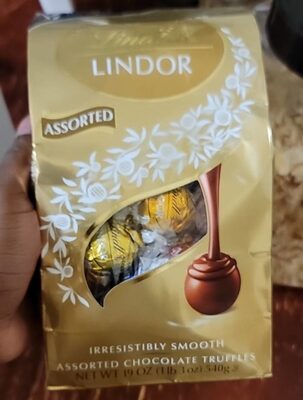 Lindt
LINDOR
ASSORTED
IRRESISTIBLY SMOOTH
ASSORTED CHOCOLATE TRUFFLES
NET WT 19 OZ (1 lb 3 oz) 540g